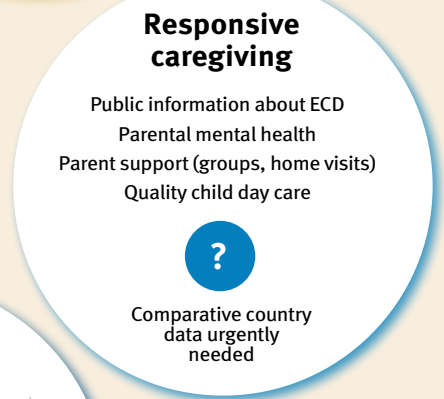 Responsive
caregiving
Public information about ECD
Parental mental health
Parent support (groups, home visits)
Quality child day care
?
Comparative country
data urgently
needed